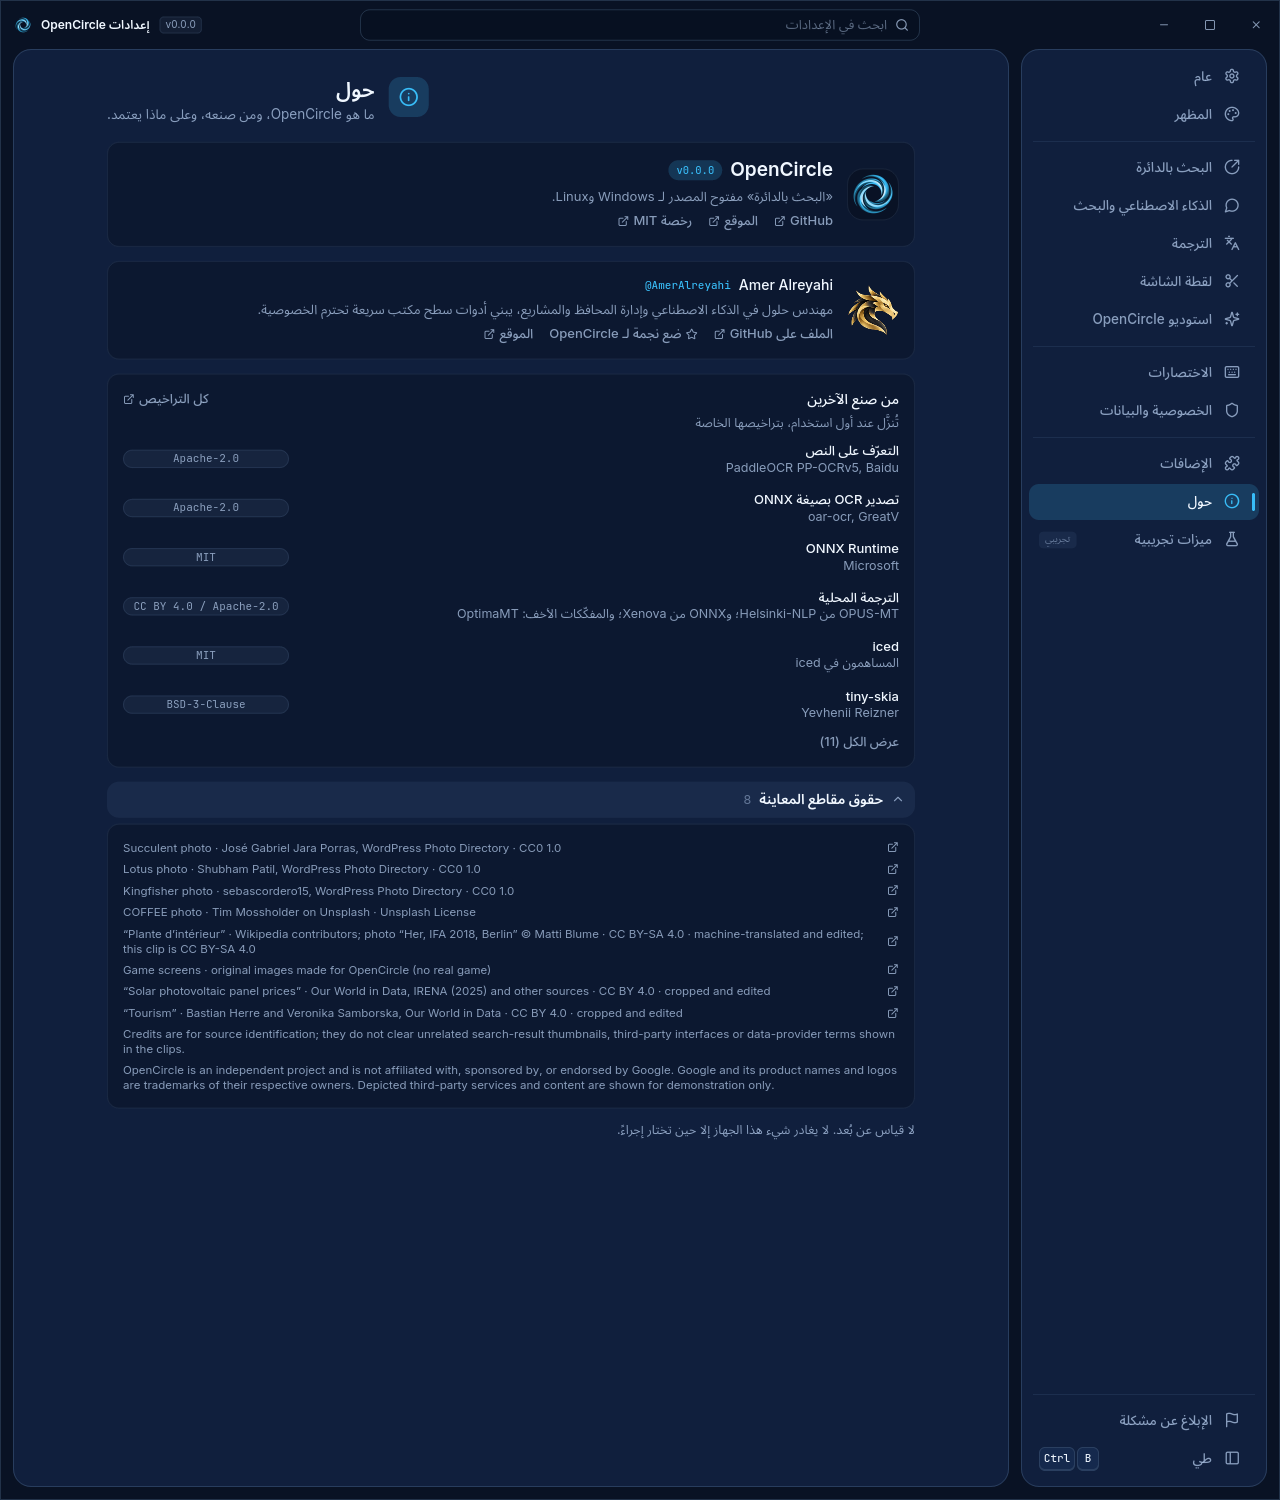 إعدادات OpenCircle v0.0.0
ابحث في الإعدادات
عام
المظهر
البحث بالدائرة
الذكاء الاصطناعي والبحث
الترجمة
لقطة الشاشة
استوديو OpenCircle
الاختصارات
الخصوصية والبيانات
الإضافات
حول
ميزات تجريبية تجريبي
الإبلاغ عن مشكلة
طي Ctrl B
حول
ما هو OpenCircle، ومن صنعه، وعلى ماذا يعتمد.
OpenCircle v0.0.0
«البحث بالدائرة» مفتوح المصدر لـ Windows وLinux.
GitHub الموقع رخصة MIT
Amer Alreyahi @AmerAlreyahi
مهندس حلول في الذكاء الاصطناعي وإدارة المحافظ والمشاريع، يبني أدوات سطح مكتب سريعة تحترم الخصوصية.
الملف على GitHub ضع نجمة لـ OpenCircle الموقع
من صنع الآخرين كل التراخيص
تُنزَّل عند أول استخدام، بتراخيصها الخاصة
التعرّف على النص
PaddleOCR PP-OCRv5, Baidu
Apache-2.0
تصدير OCR بصيغة ONNX
oar-ocr, GreatV
Apache-2.0
ONNX Runtime
Microsoft
MIT
الترجمة المحلية
OPUS-MT من Helsinki-NLP؛ وONNX من Xenova؛ والمفكّكات الأخف: OptimaMT
CC BY 4.0 / Apache-2.0
iced
المساهمون في iced
MIT
tiny-skia
Yevhenii Reizner
BSD-3-Clause
عرض الكل (11)
حقوق مقاطع المعاينة 8
Succulent photo · José Gabriel Jara Porras, WordPress Photo Directory · CC0 1.0
Lotus photo · Shubham Patil, WordPress Photo Directory · CC0 1.0
Kingfisher photo · sebascordero15, WordPress Photo Directory · CC0 1.0
COFFEE photo · Tim Mossholder on Unsplash · Unsplash License
“Plante d’intérieur” · Wikipedia contributors; photo “Her, IFA 2018, Berlin” © Matti Blume · CC BY-SA 4.0 · machine-translated and edited;
this clip is CC BY-SA 4.0
Game screens · original images made for OpenCircle (no real game)
“Solar photovoltaic panel prices” · Our World in Data, IRENA (2025) and other sources · CC BY 4.0 · cropped and edited
“Tourism” · Bastian Herre and Veronika Samborska, Our World in Data · CC BY 4.0 · cropped and edited
Credits are for source identification; they do not clear unrelated search-result thumbnails, third-party interfaces or data-provider terms shown
in the clips.
OpenCircle is an independent project and is not affiliated with, sponsored by, or endorsed by Google. Google and its product names and logos
are trademarks of their respective owners. Depicted third-party services and content are shown for demonstration only.
لا قياس عن بُعد. لا يغادر شيء هذا الجهاز إلا حين تختار إجراءً.